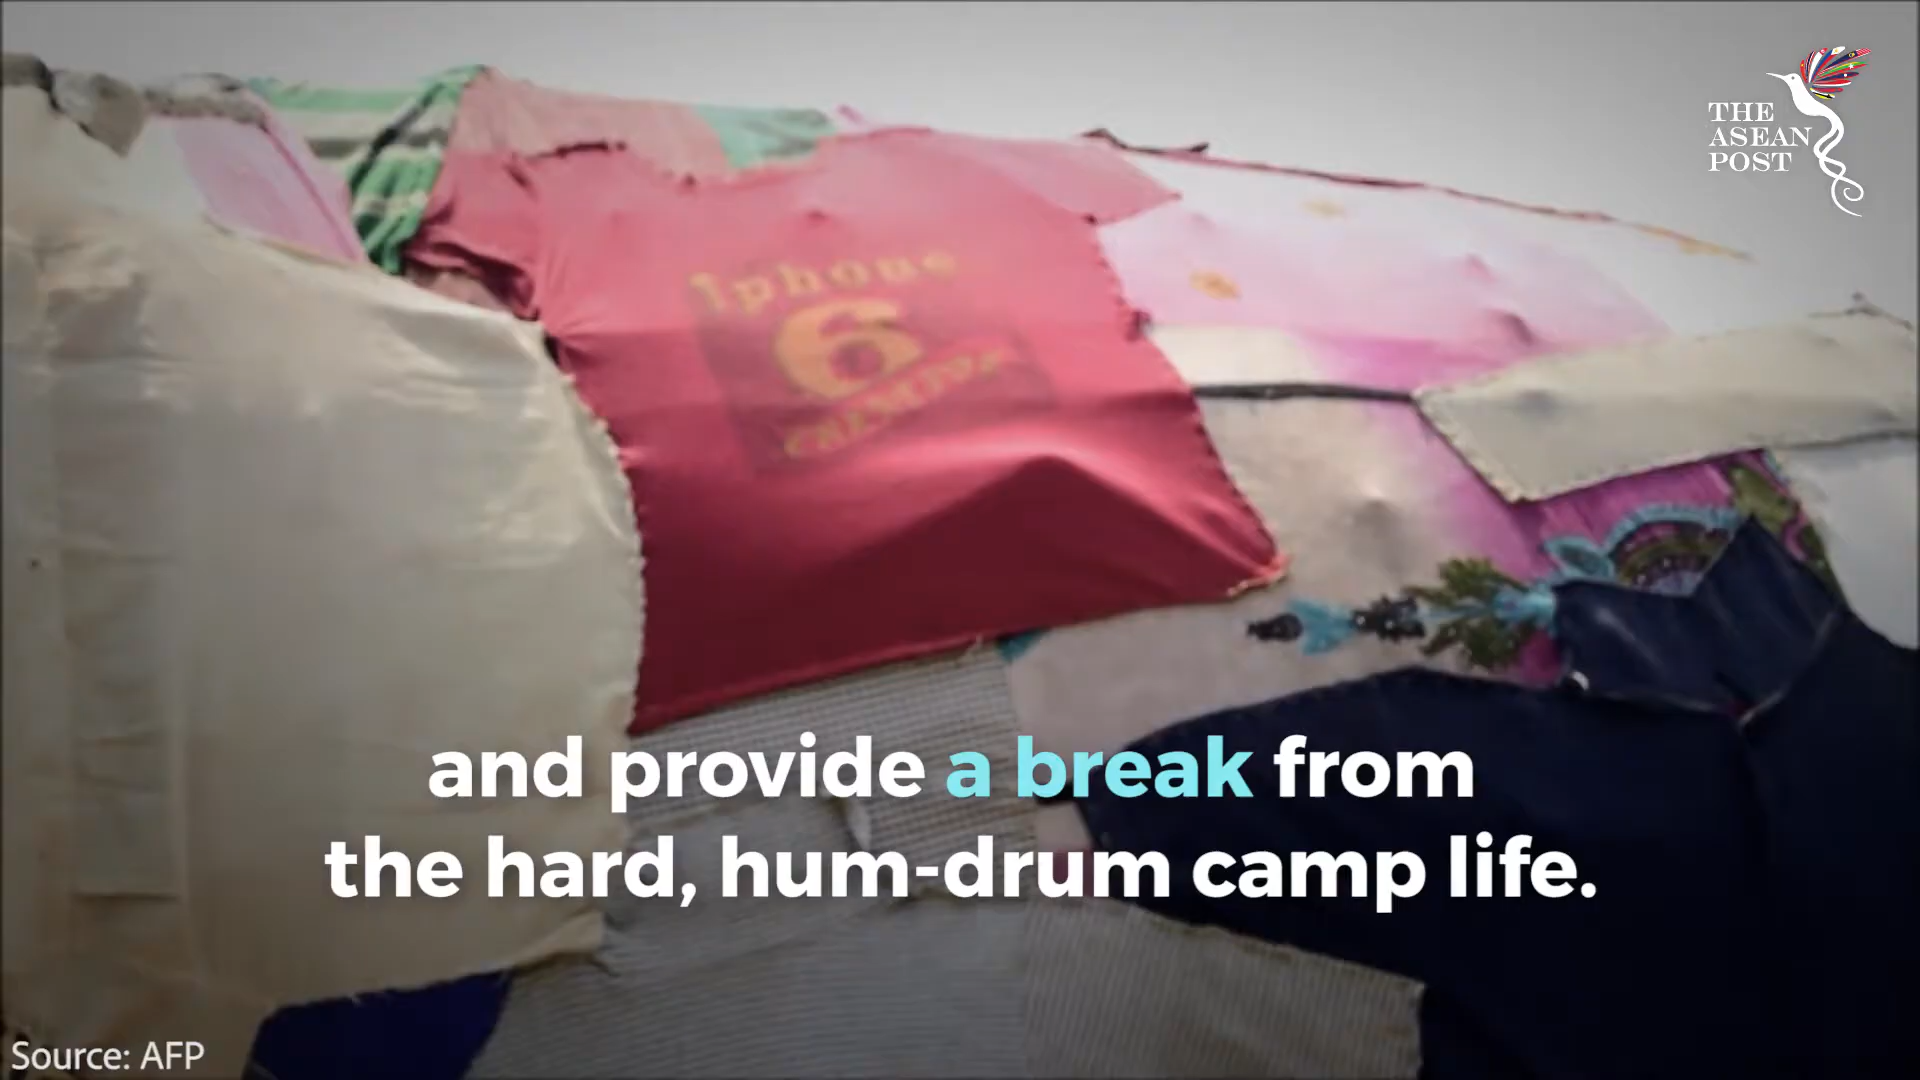 THE
ASEAN
POST
Iphone
6
and provide a break from
the hard, hum-drum camp life.
Source: AFP